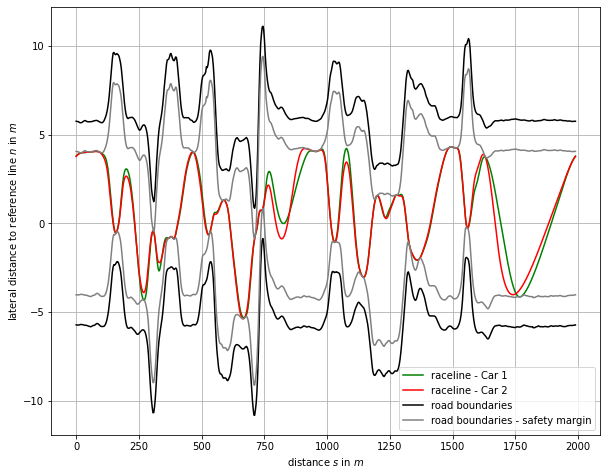 10
5
0
−5
−10
lateral distance to reference line n in m
0
250
500
750
1000
1250
1500
1750
2000
distance s in m
raceline - Car 1
raceline - Car 2
road boundaries
road boundaries - safety margin